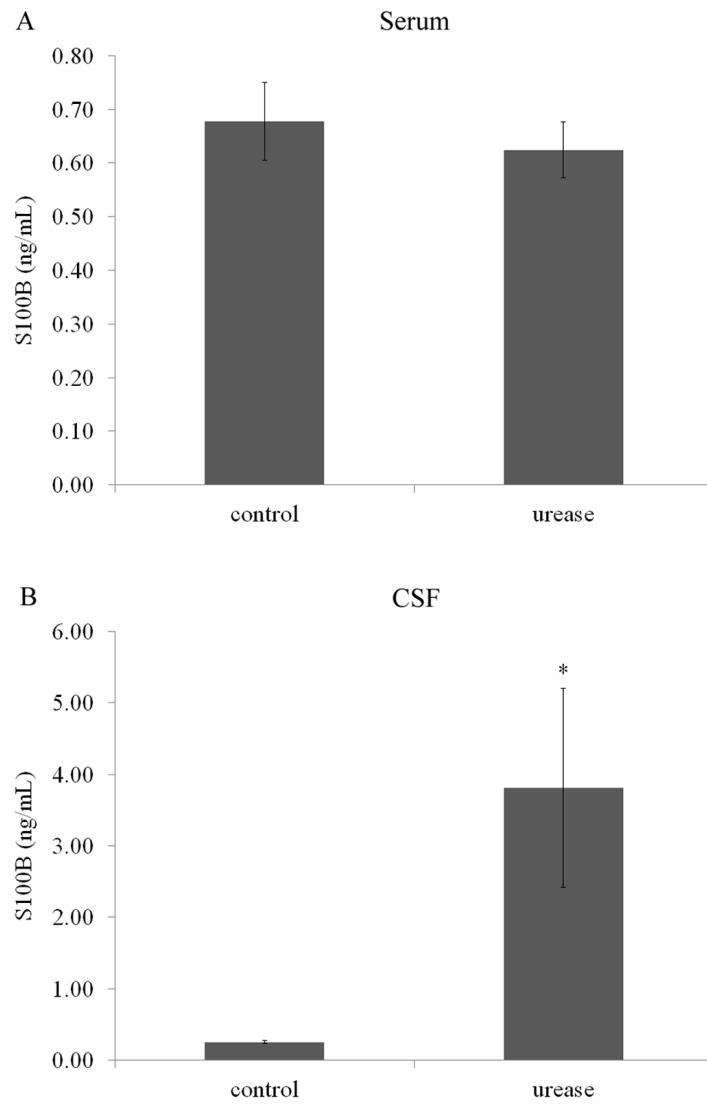 A
Serum
0.80
0.70
0.60
0.50
0.40
0.30
0.20
0.10
0.00
S100B (ng/mL)
control urease
B
CSF
6.00
5.00
4.00
3.00
2.00
1.00
0.00
S100B (ng/mL)
*
control urease